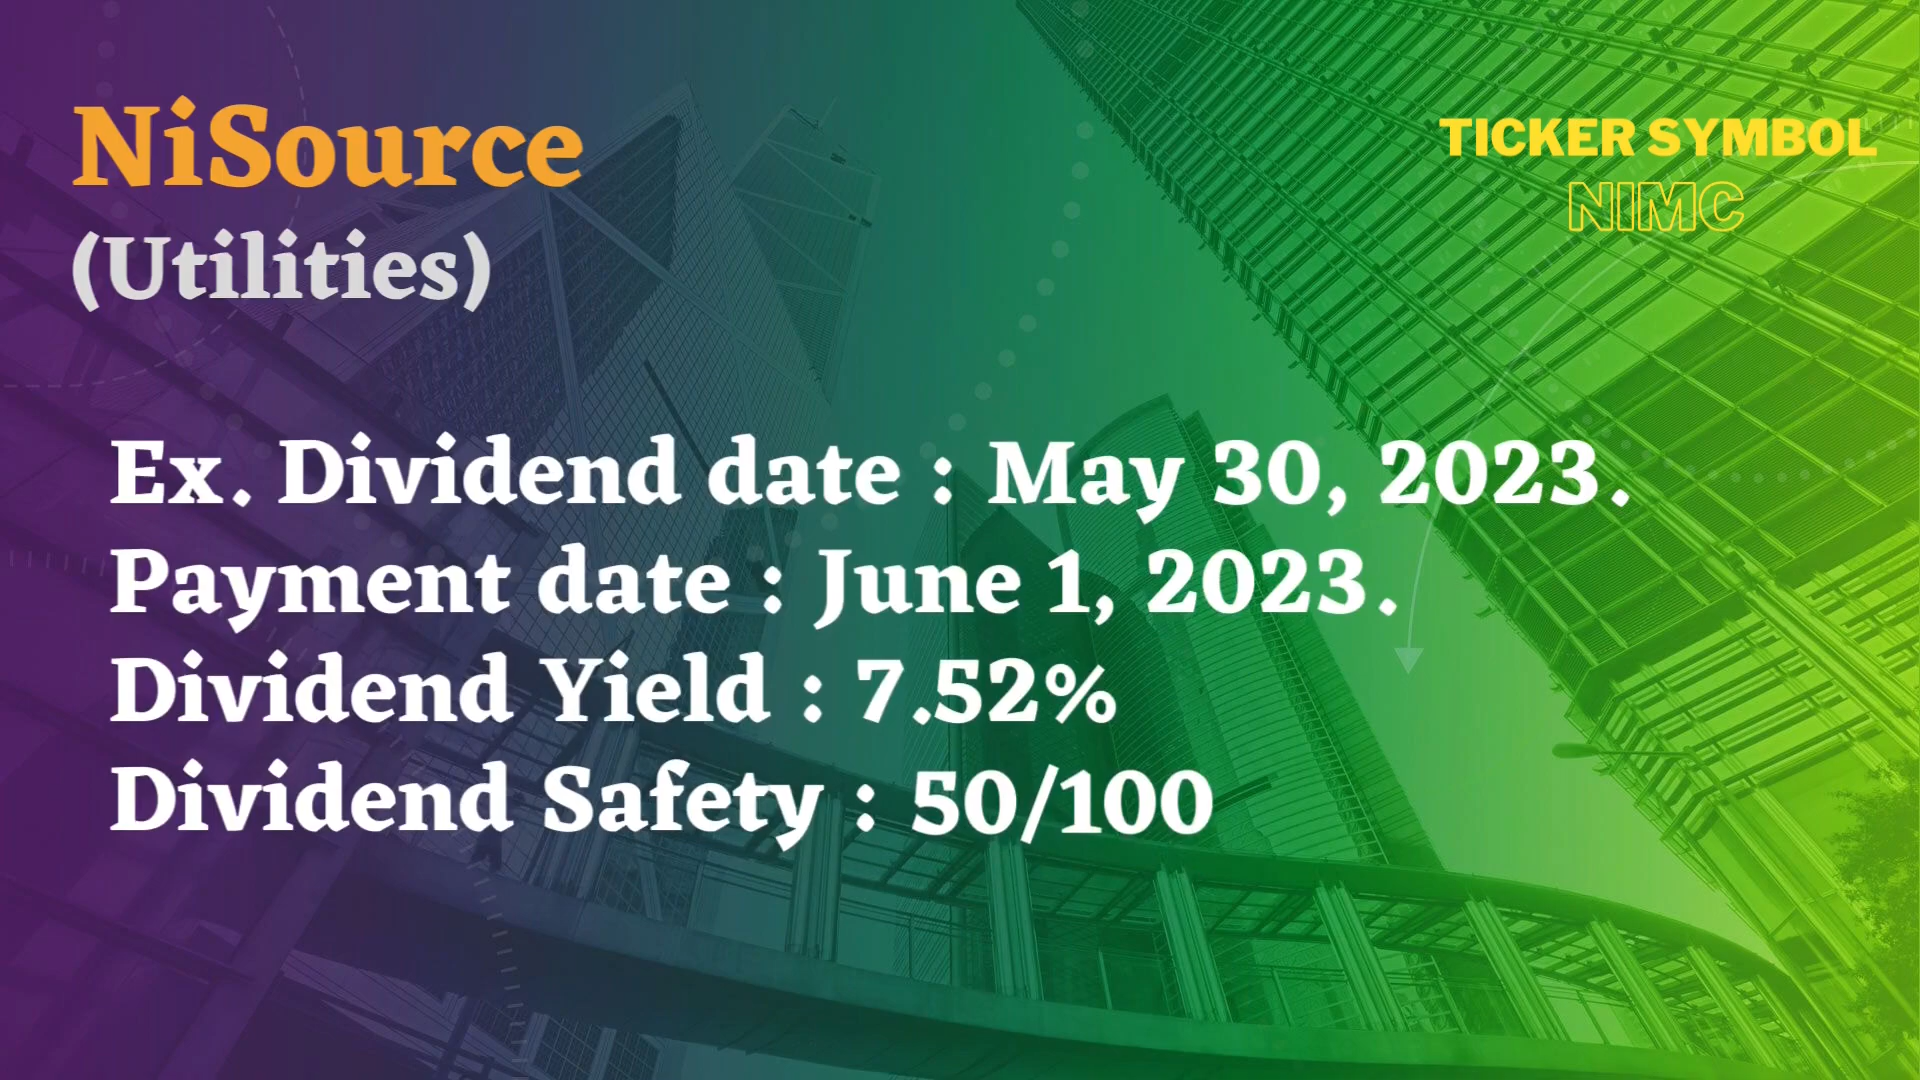 NiSource
(Utilities)
TICKER SYMBOL
NIMC
Ex. Dividend date : May 30, 2023.
Payment date : June 1, 2023.
Dividend Yield : 7.52%
Dividend Safety : 50/100